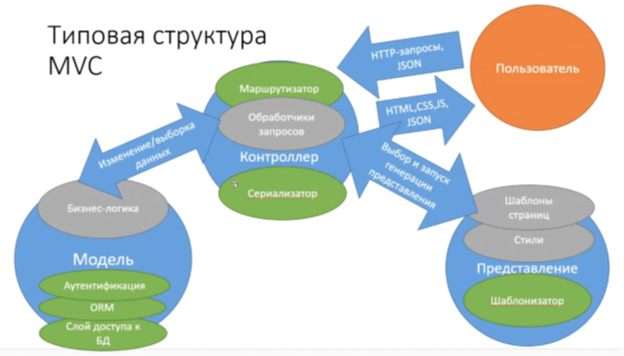 Типовая структура
MVC
HTTP-запросы,
JSON
Пользователь
HTML,CSS,JS,
JSON
Маршрутизатор
Обработчики
запросов
Контроллер
Сериализатор
Изменение/выборка
данных
Выбор и запуск
генерации
представления
Бизнес-логика
Модель
Аутентификация
ORM
Слой доступа к
БД
Шаблоны
страниц
Стили
Представление
Шаблонизатор